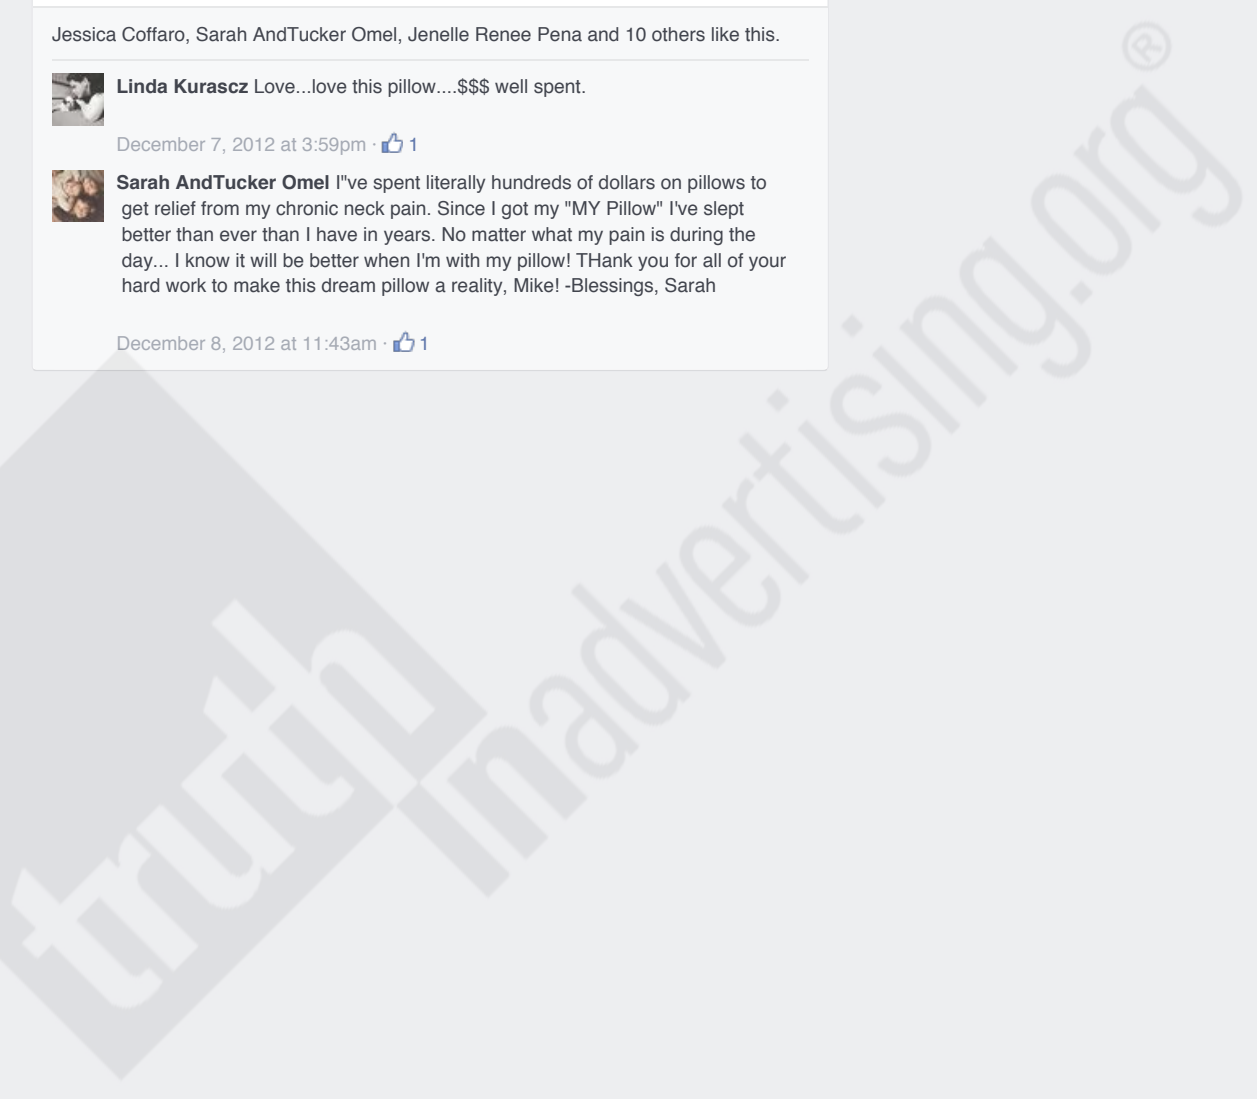 Jessica Coffaro, Sarah AndTucker Omel, Jenelle Renee Pena and 10 others like this.
Linda Kurascz Love...love this pillow....$$$ well spent.
December 7, 2012 at 3:59pm · 1
Sarah AndTucker Omel I"ve spent literally hundreds of dollars on pillows to
get relief from my chronic neck pain. Since I got my "MY Pillow" I've slept
better than ever than I have in years. No matter what my pain is during the
day... I know it will be better when I'm with my pillow! THank you for all of your
hard work to make this dream pillow a reality, Mike! -Blessings, Sarah
December 8, 2012 at 11:43am · 1
truth
inadvertising.org®